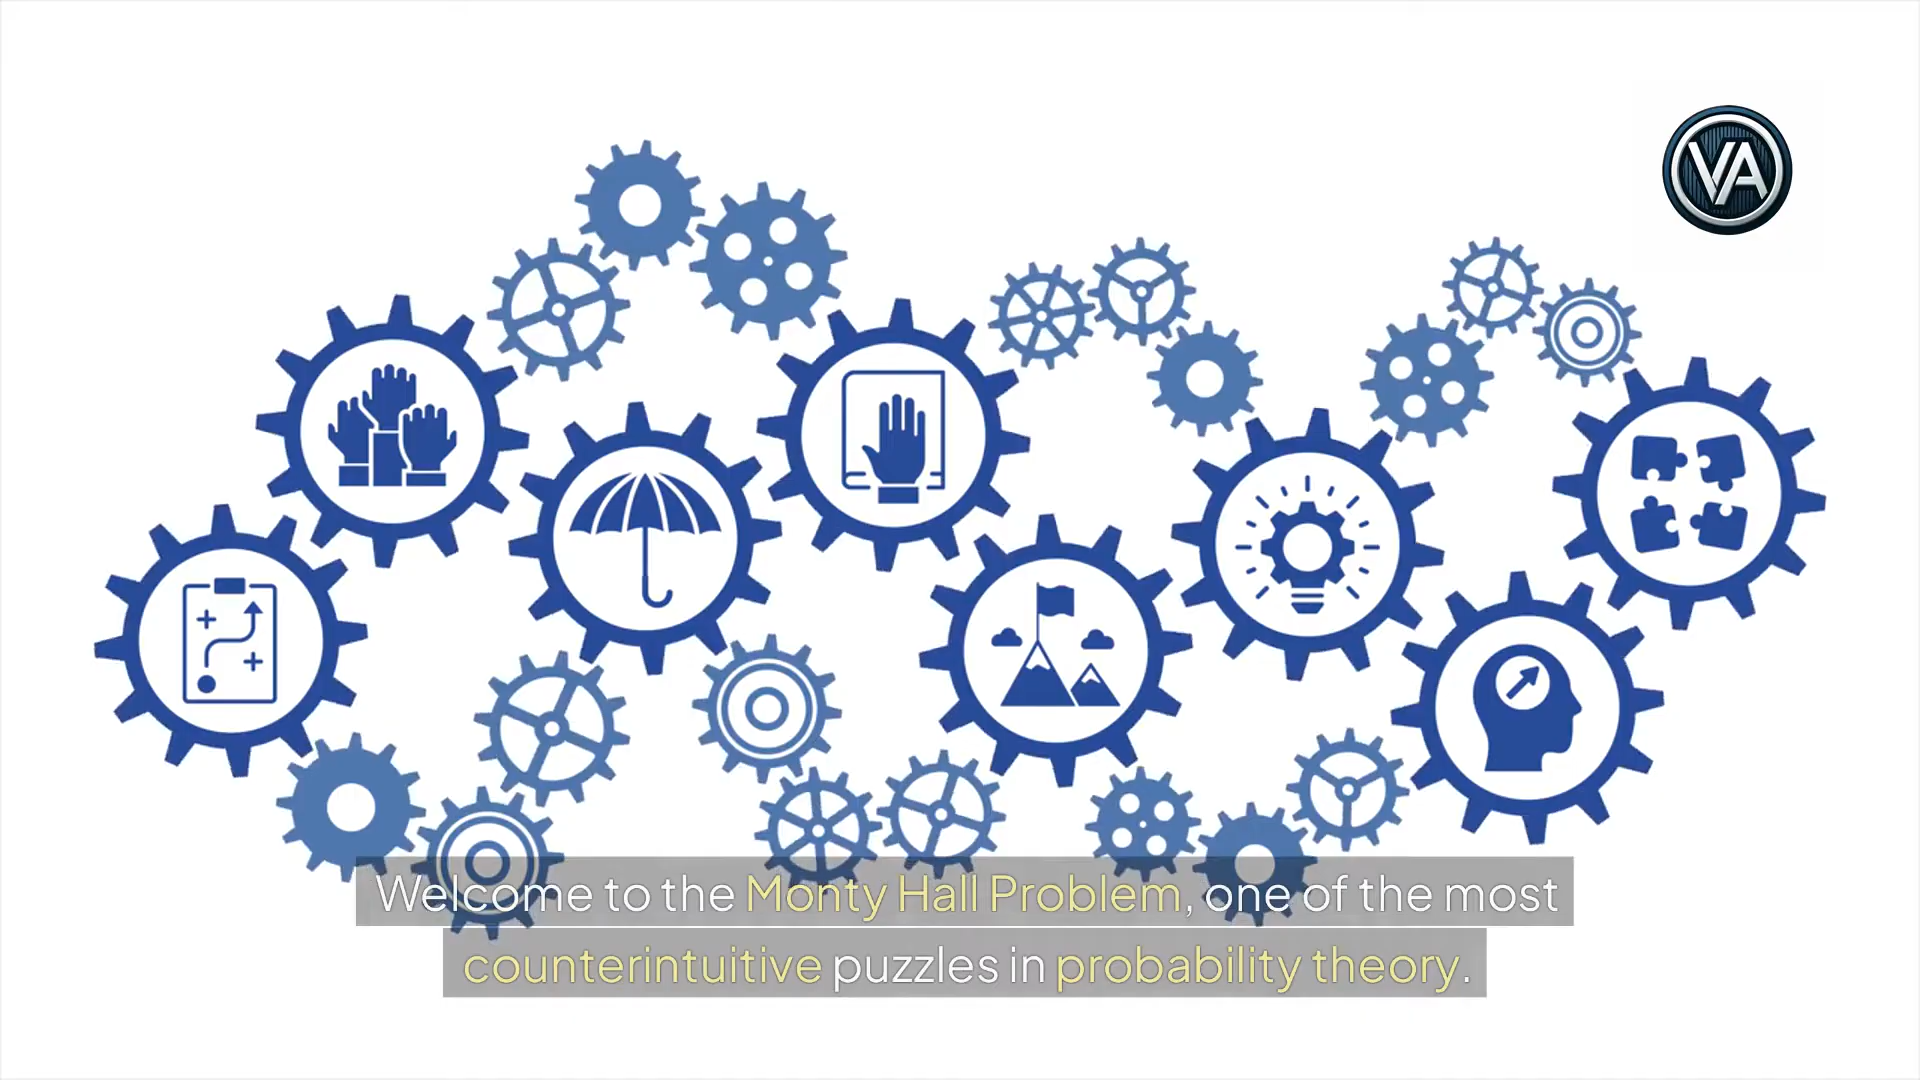 VA
Welcome to the Monty Hall Problem, one of the most
counterintuitive puzzles in probability theory.